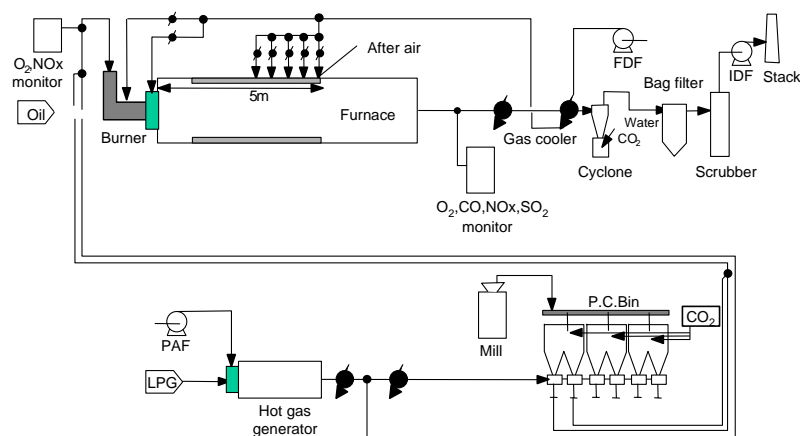 After air
FDF
IDF
Stack
O2,NOx
monitor
Oil
5m
Furnace
Burner
Gas cooler
Bag filter
Water
CO2
Cyclone
Scrubber
O2,CO,NOx,SO2
monitor
P.C.Bin
CO2
Mill
PAF
LPG
Hot gas
generator